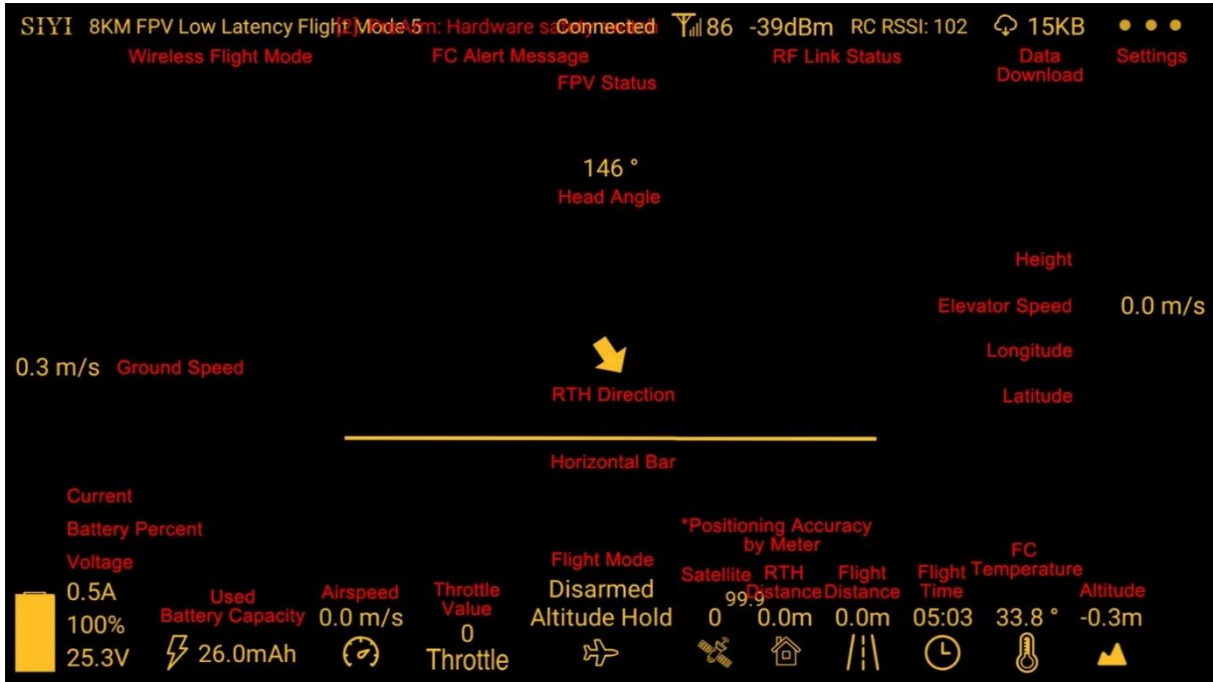 SIYI 8KM FPV Low Latency Flight Mode 5 Hardware Connected 86 -39dBm RC RSSI: 102 15KB
Wireless Flight Mode FC Alert Message RF Link Status Data Download Settings
FPV Status
146 °
Head Angle
Height
Elevator Speed 0.0 m/s
0.3 m/s Ground Speed
Longitude
RTH Direction
Latitude
Horizontal Bar
Current
Battery Percent
Voltage
*Positioning Accuracy
by Meter
Flight Mode
FC
Temperature
Satellite RTH Distance Flight Distance Flight Time
0.5A
Used
Battery Capacity
Airspeed
Throttle
Value
Disarmed
99.9
Altitude
100%
0.0 m/s
0
Altitude Hold
0 0.0m 0.0m 05:03 33.8 ° -0.3m
25.3V 26.0mAh
Throttle